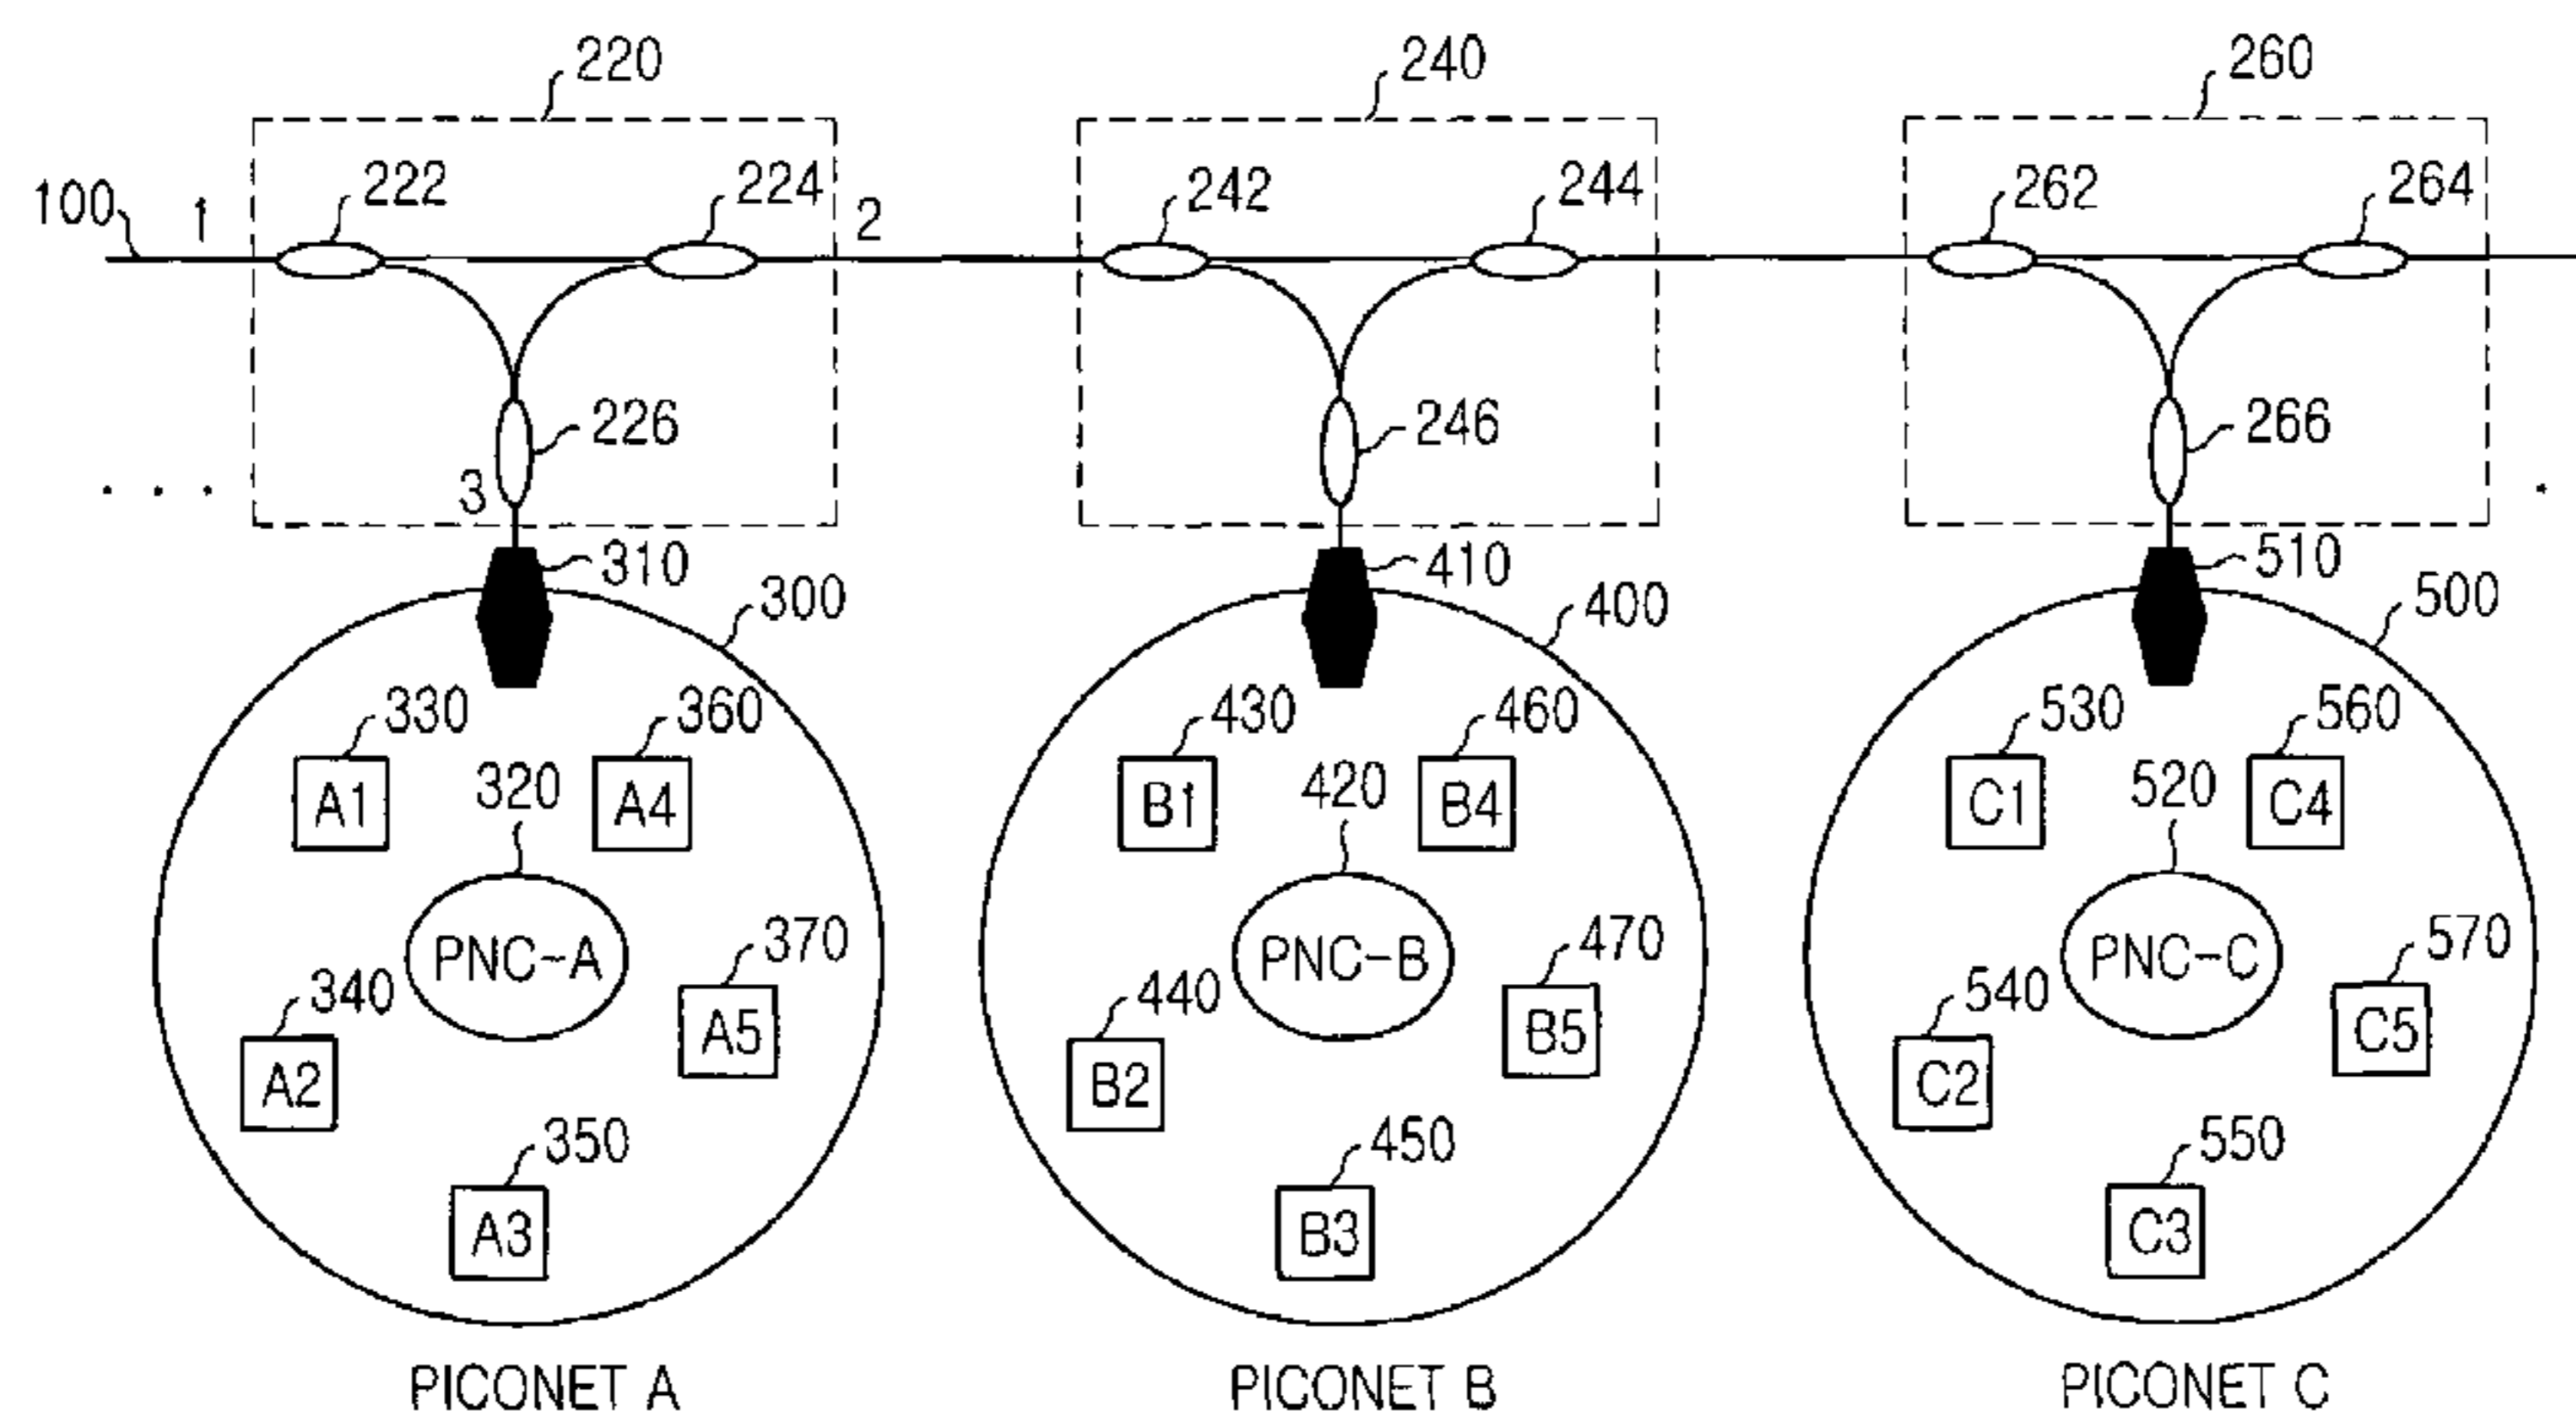 220 240 260
100 1 222 224 2 242 244 262 264
226 246 266
3
310 410 510
300 400 500
330 360 430 460 530 560
320 420 520
A1 A4 B1 B4 C1 C4
370 470 570
PNC-A PNC-B PNC-C
340 440 540
A5 B5 C5
A2 B2 C2
350 450 550
A3 B3 C3
PICONET A PICONET B PICONET C